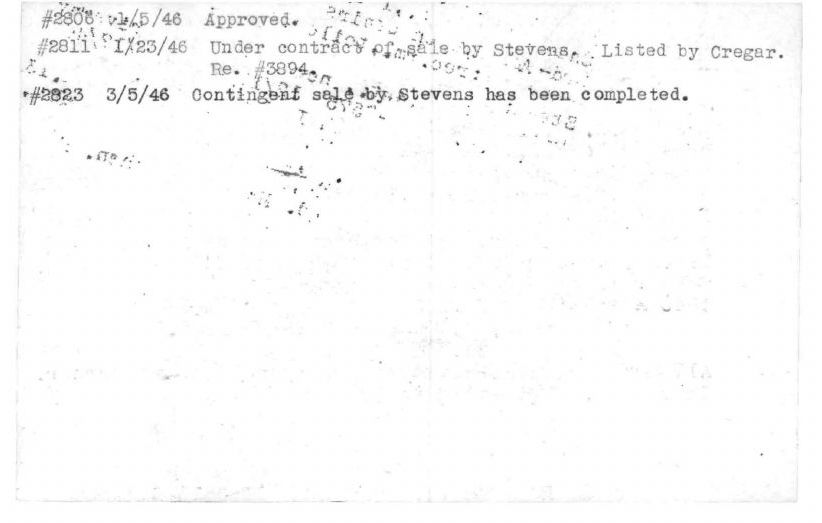 #2806 1/5/46 Approved.
#2811 1/23/46 Under contract of sale by Stevens. Listed by Cregar.
Re. #3894.
#2823 3/5/46 Contingent sale by Stevens has been completed.